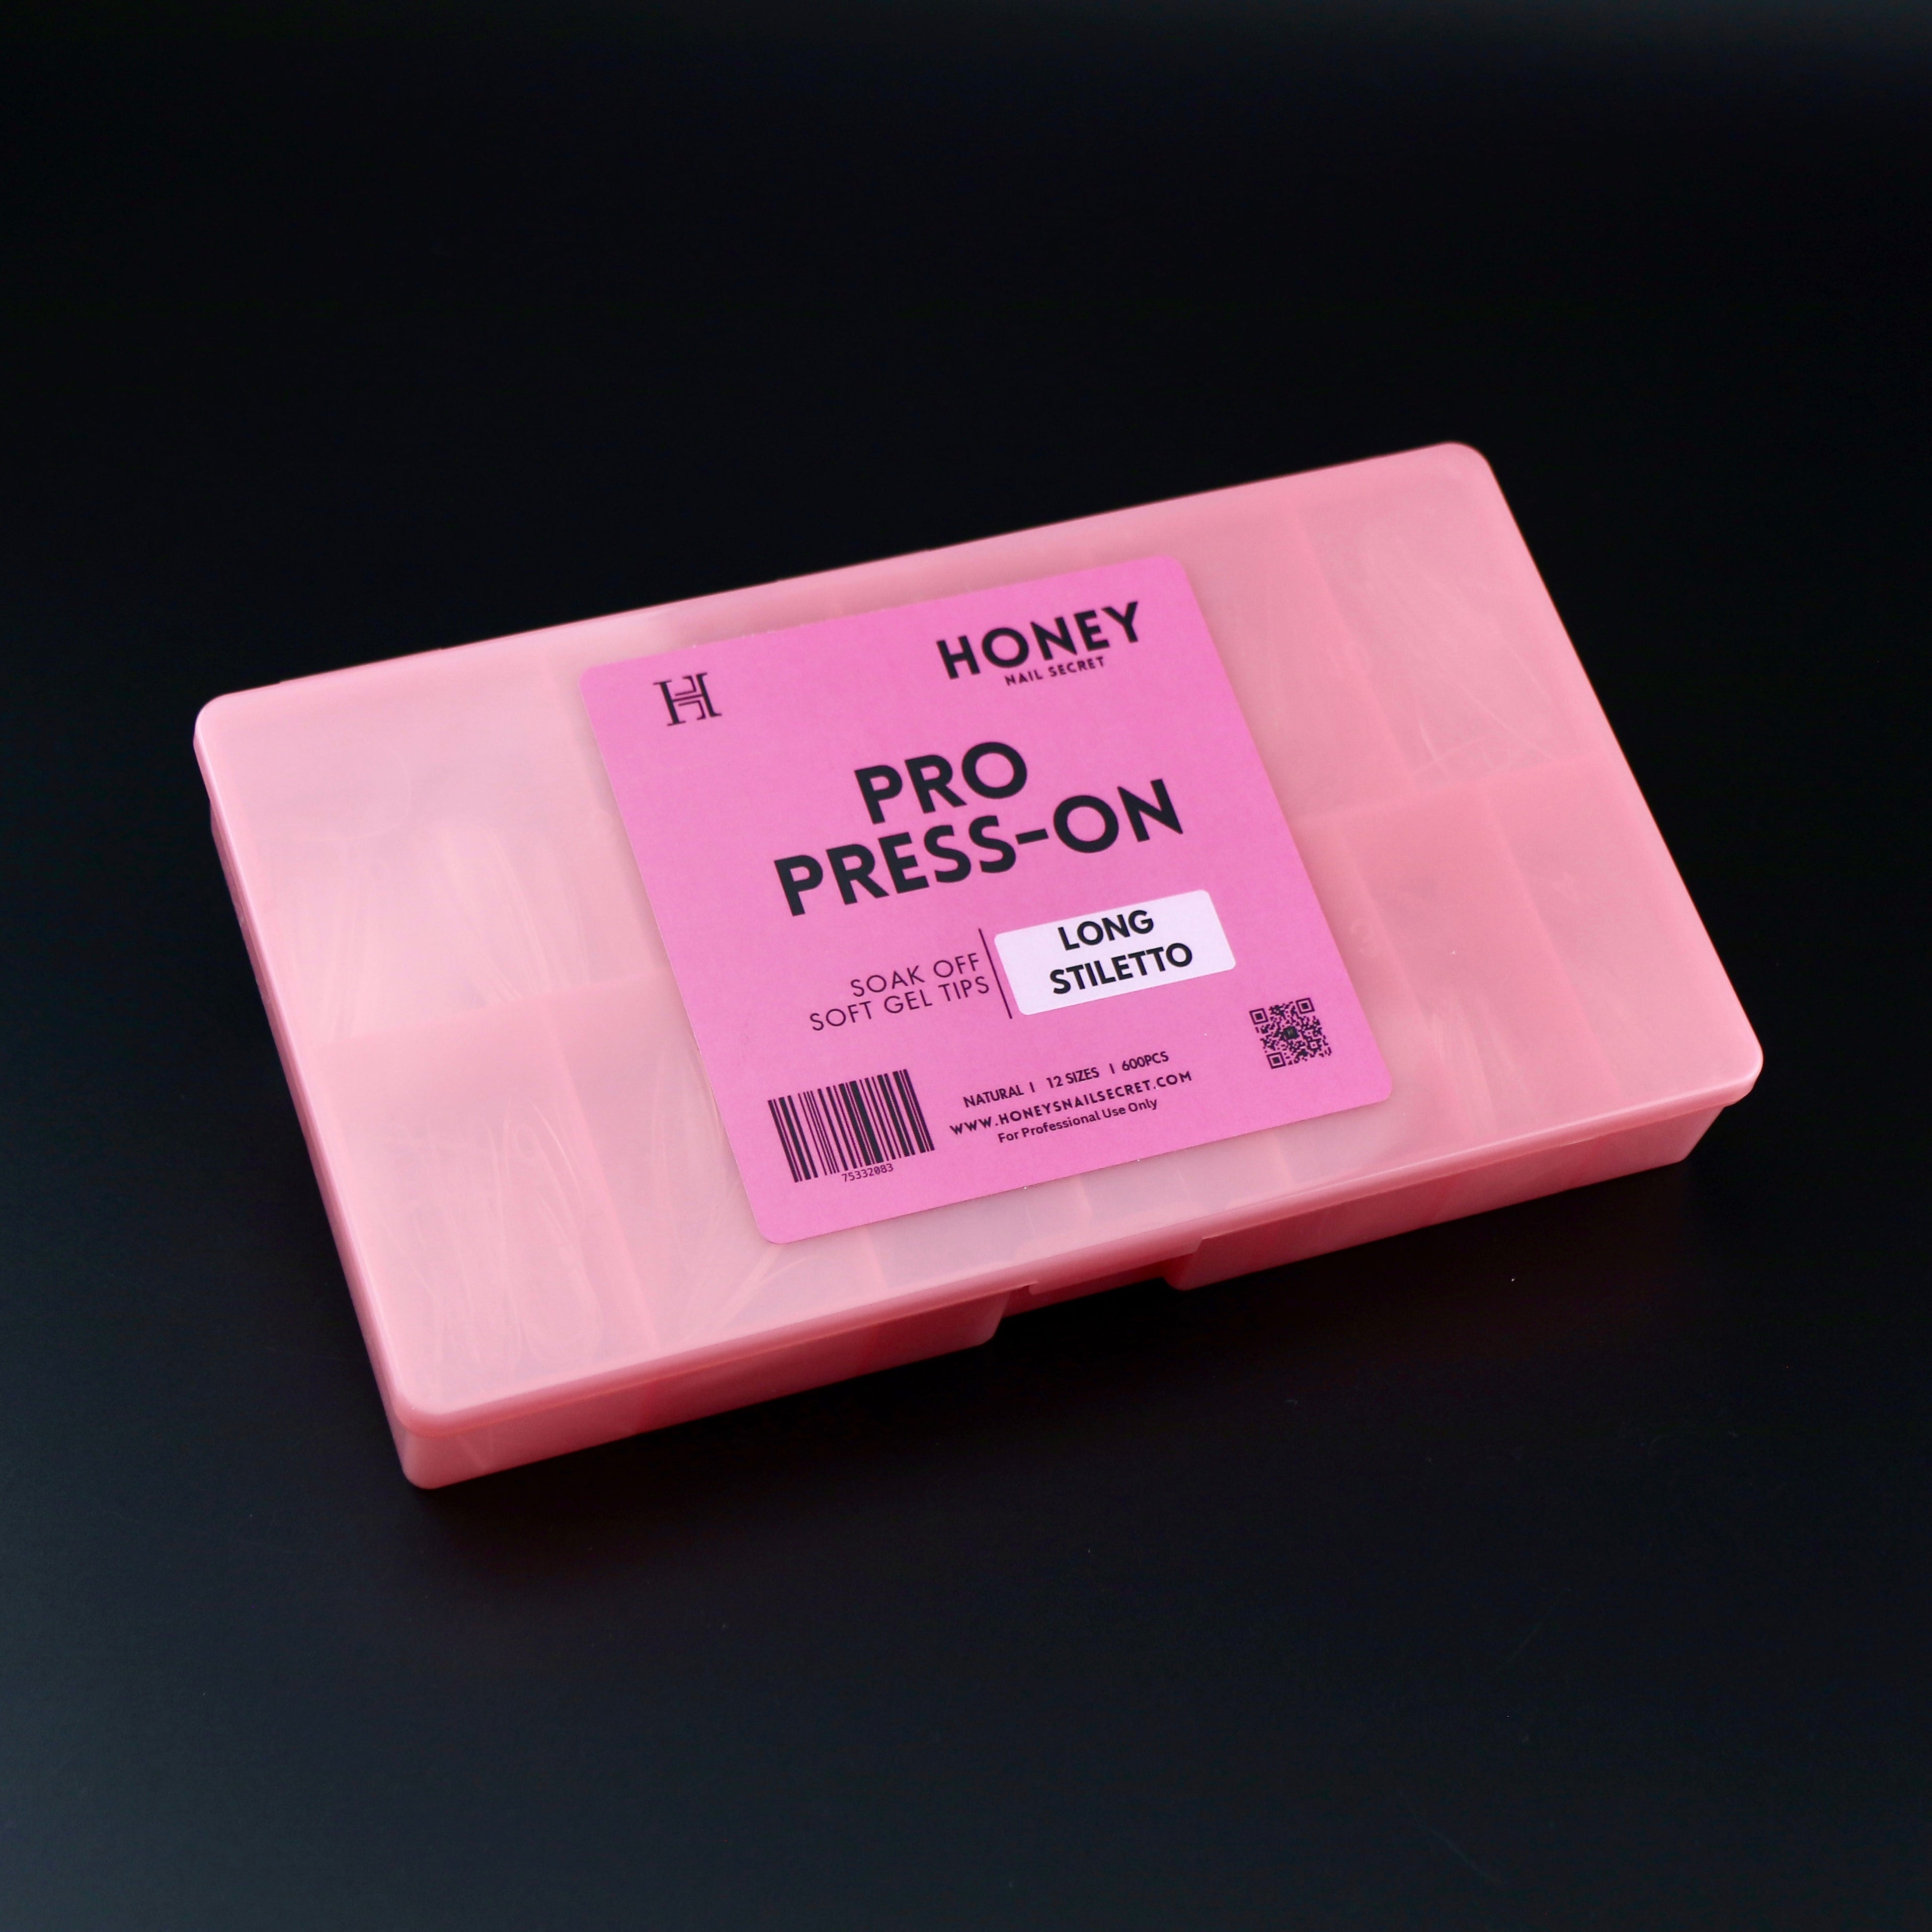 H
HONEY
NAIL SECRET
PRO
PRESS-ON
SOAK OFF
SOFT GEL TIPS
LONG
STILETTO
NATURAL | 12 SIZES | 600PCS
WWW.HONEYSNAILSECRET.COM
For Professional Use Only
75332083